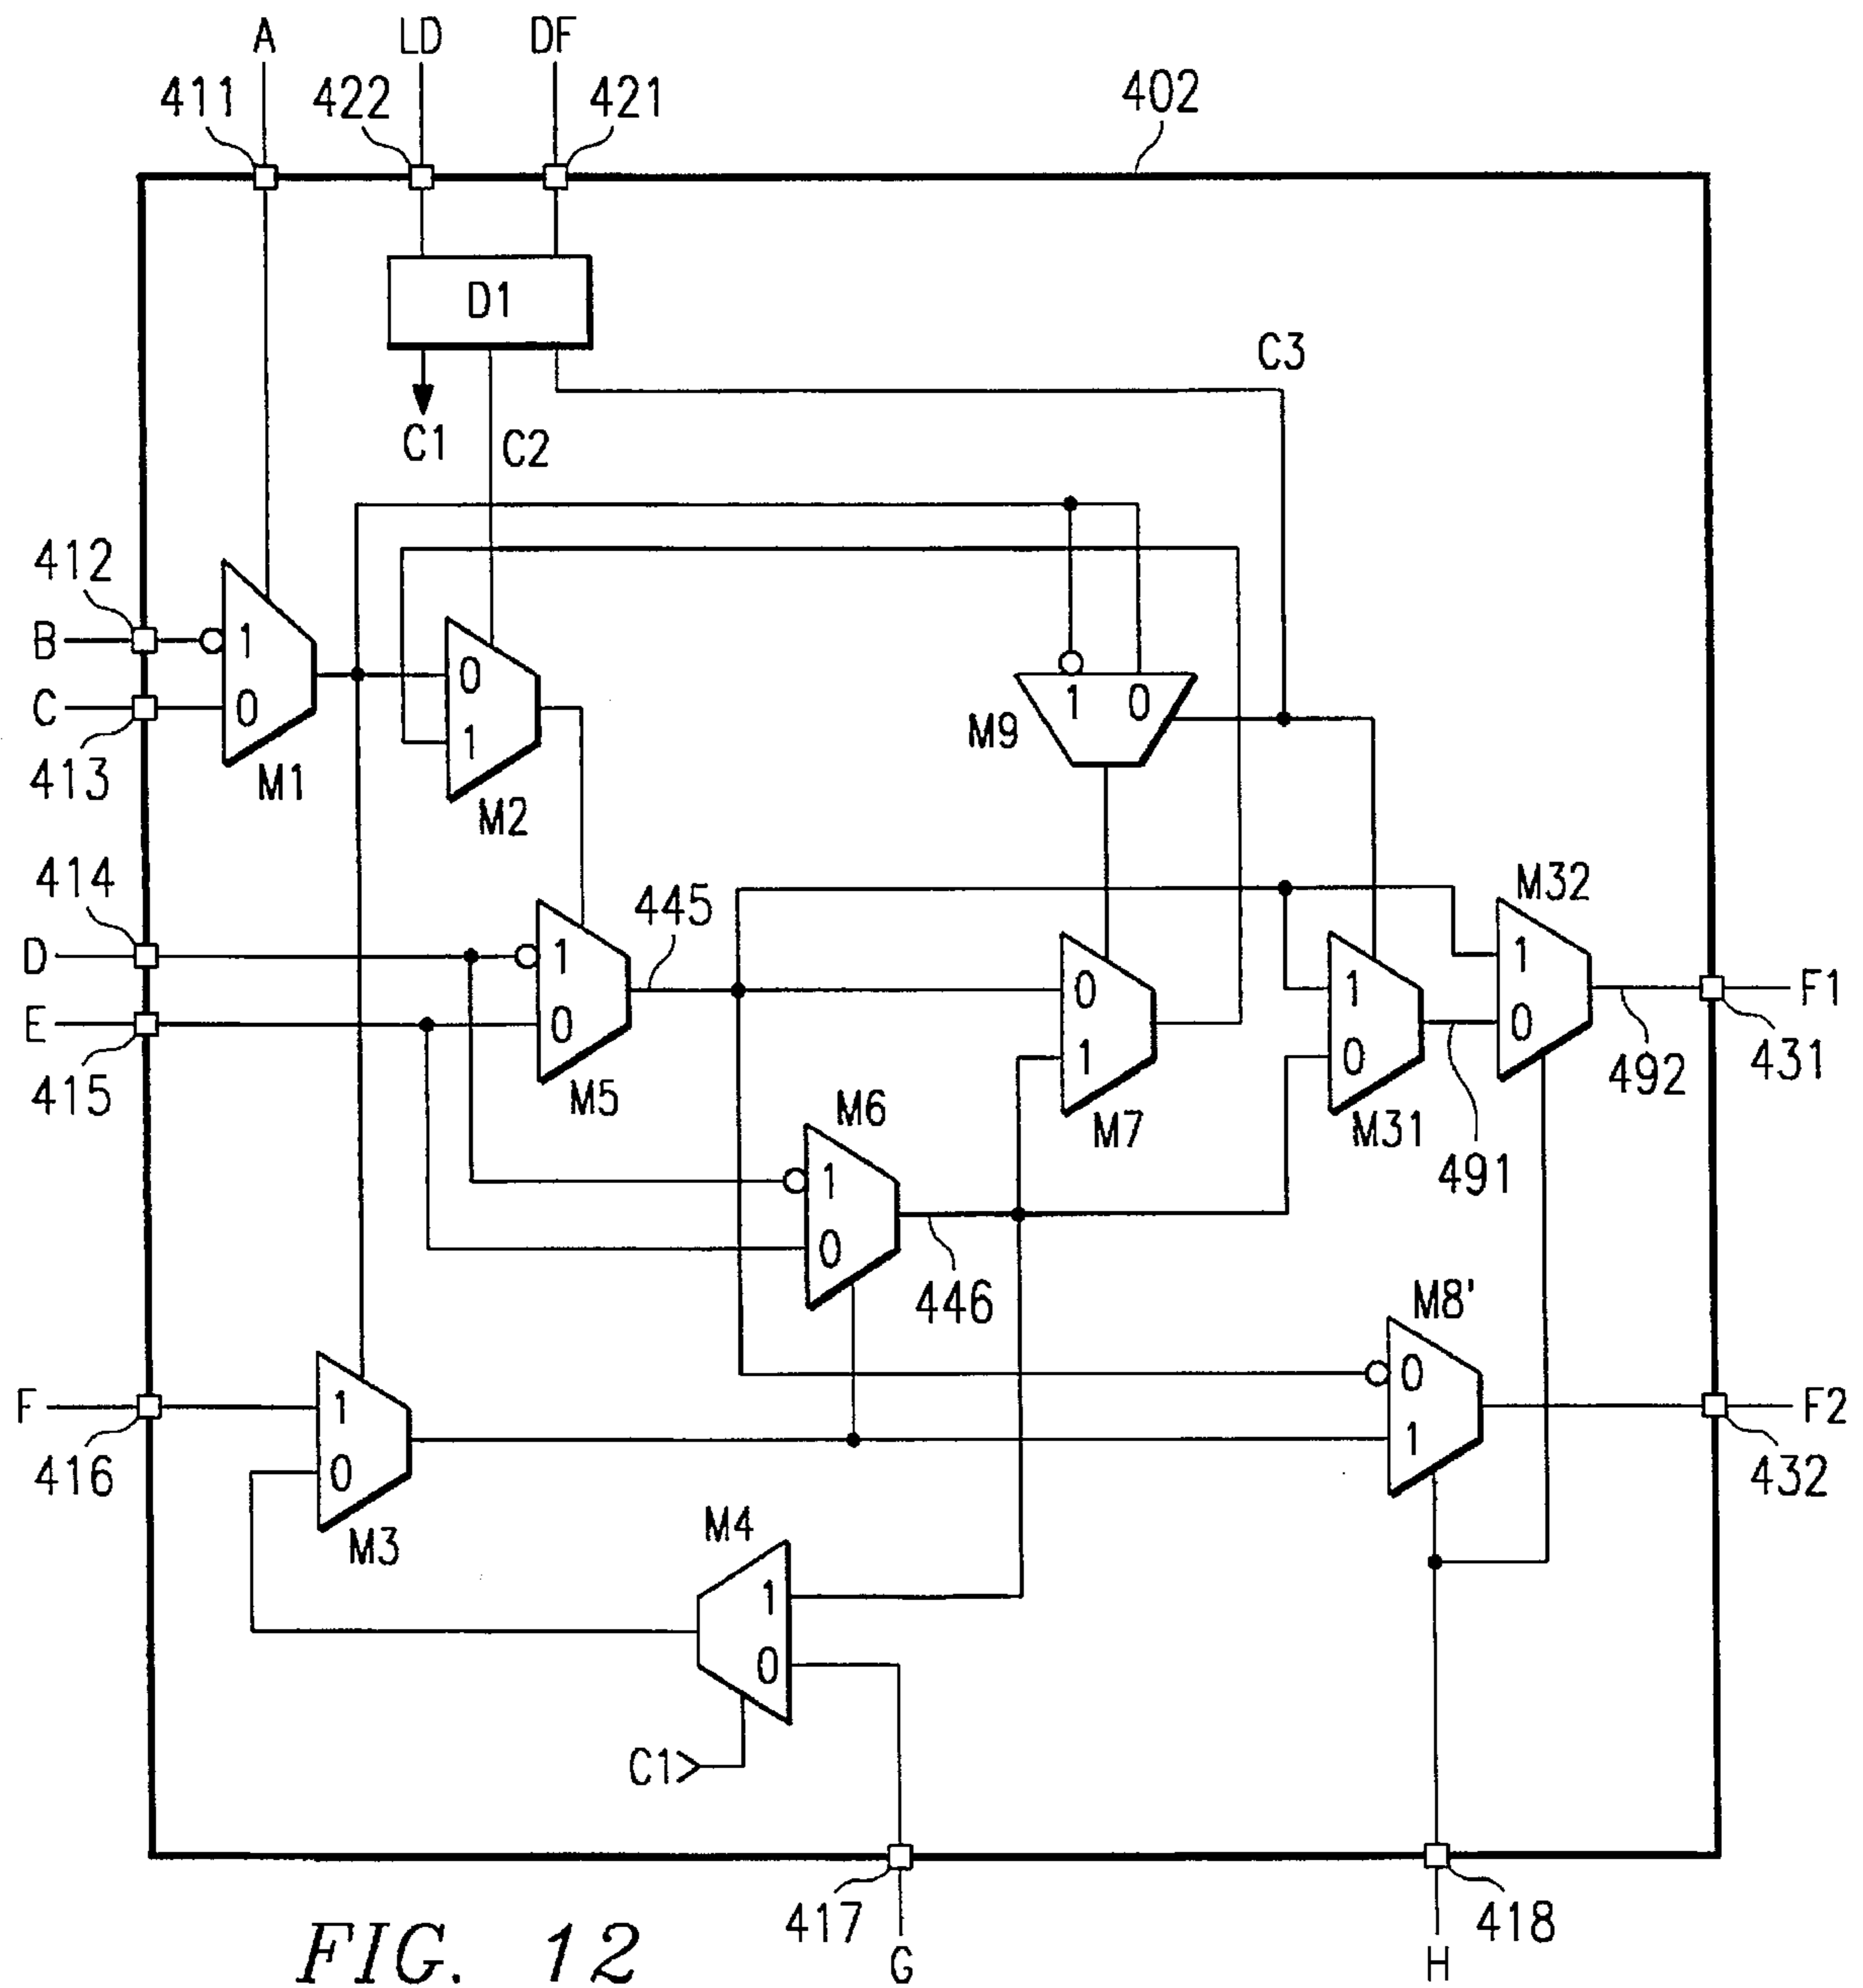 A LD DF
411 422 421 402
D1
C3
C1 C2
412
B 1
C 0
413 M1
0
1
M2
M9 1 0
414
445
M32
D 1
E 0
415 M5
0
1
M7
1
0
M31
1
0
491 492
F1
431
M6
1
0
446
M8'
0
1
F2
432
F 1
416 0
M3
M4
1
0
C1
417 418
G H
FIG. 12